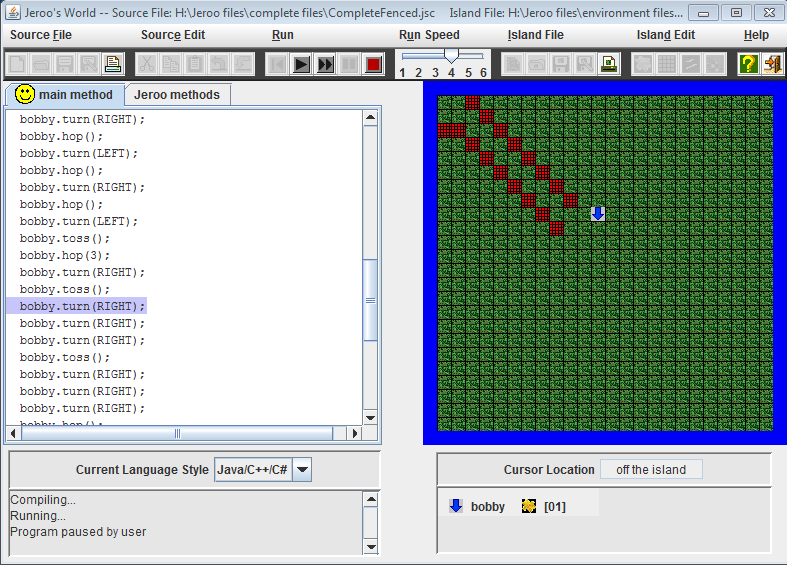 Jeroo's World -- Source File: H:\Jeroo files\complete files\CompleteFenced.jsc     Island File: H:\Jeroo files\environment files...
Source File Source Edit Run Run Speed Island File Island Edit Help
1 2 3 4 5 6
main method Jeroo methods
bobby.turn(RIGHT);
bobby.hop();
bobby.turn(LEFT);
bobby.hop();
bobby.turn(RIGHT);
bobby.hop();
bobby.turn(LEFT);
bobby.toss();
bobby.hop(3);
bobby.turn(RIGHT);
bobby.toss();
bobby.turn(RIGHT);
bobby.turn(RIGHT);
bobby.turn(RIGHT);
bobby.toss();
bobby.turn(RIGHT);
bobby.turn(RIGHT);
bobby.turn(RIGHT);
bobby.hop();
Current Language Style Java/C++/C#
Cursor Location off the island
Compiling...
Running...
Program paused by user
bobby [01]